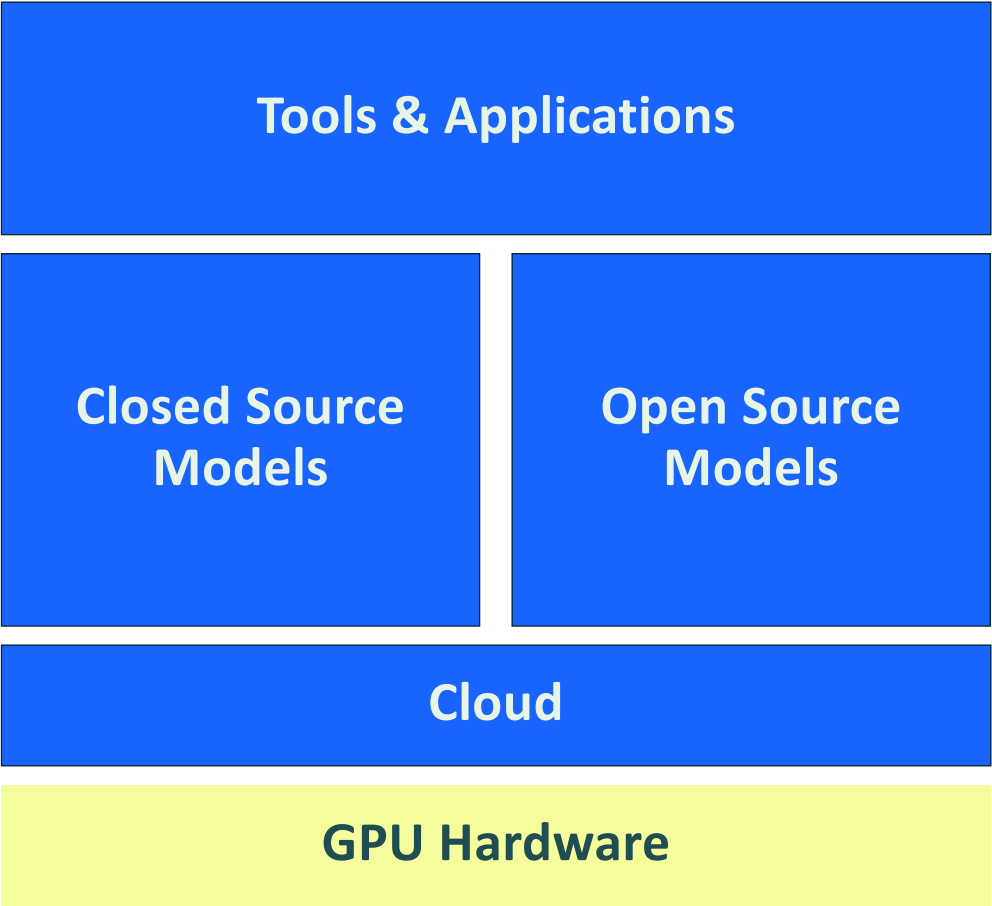 Tools & Applications
Closed Source
Models
Open Source
Models
Cloud
GPU Hardware